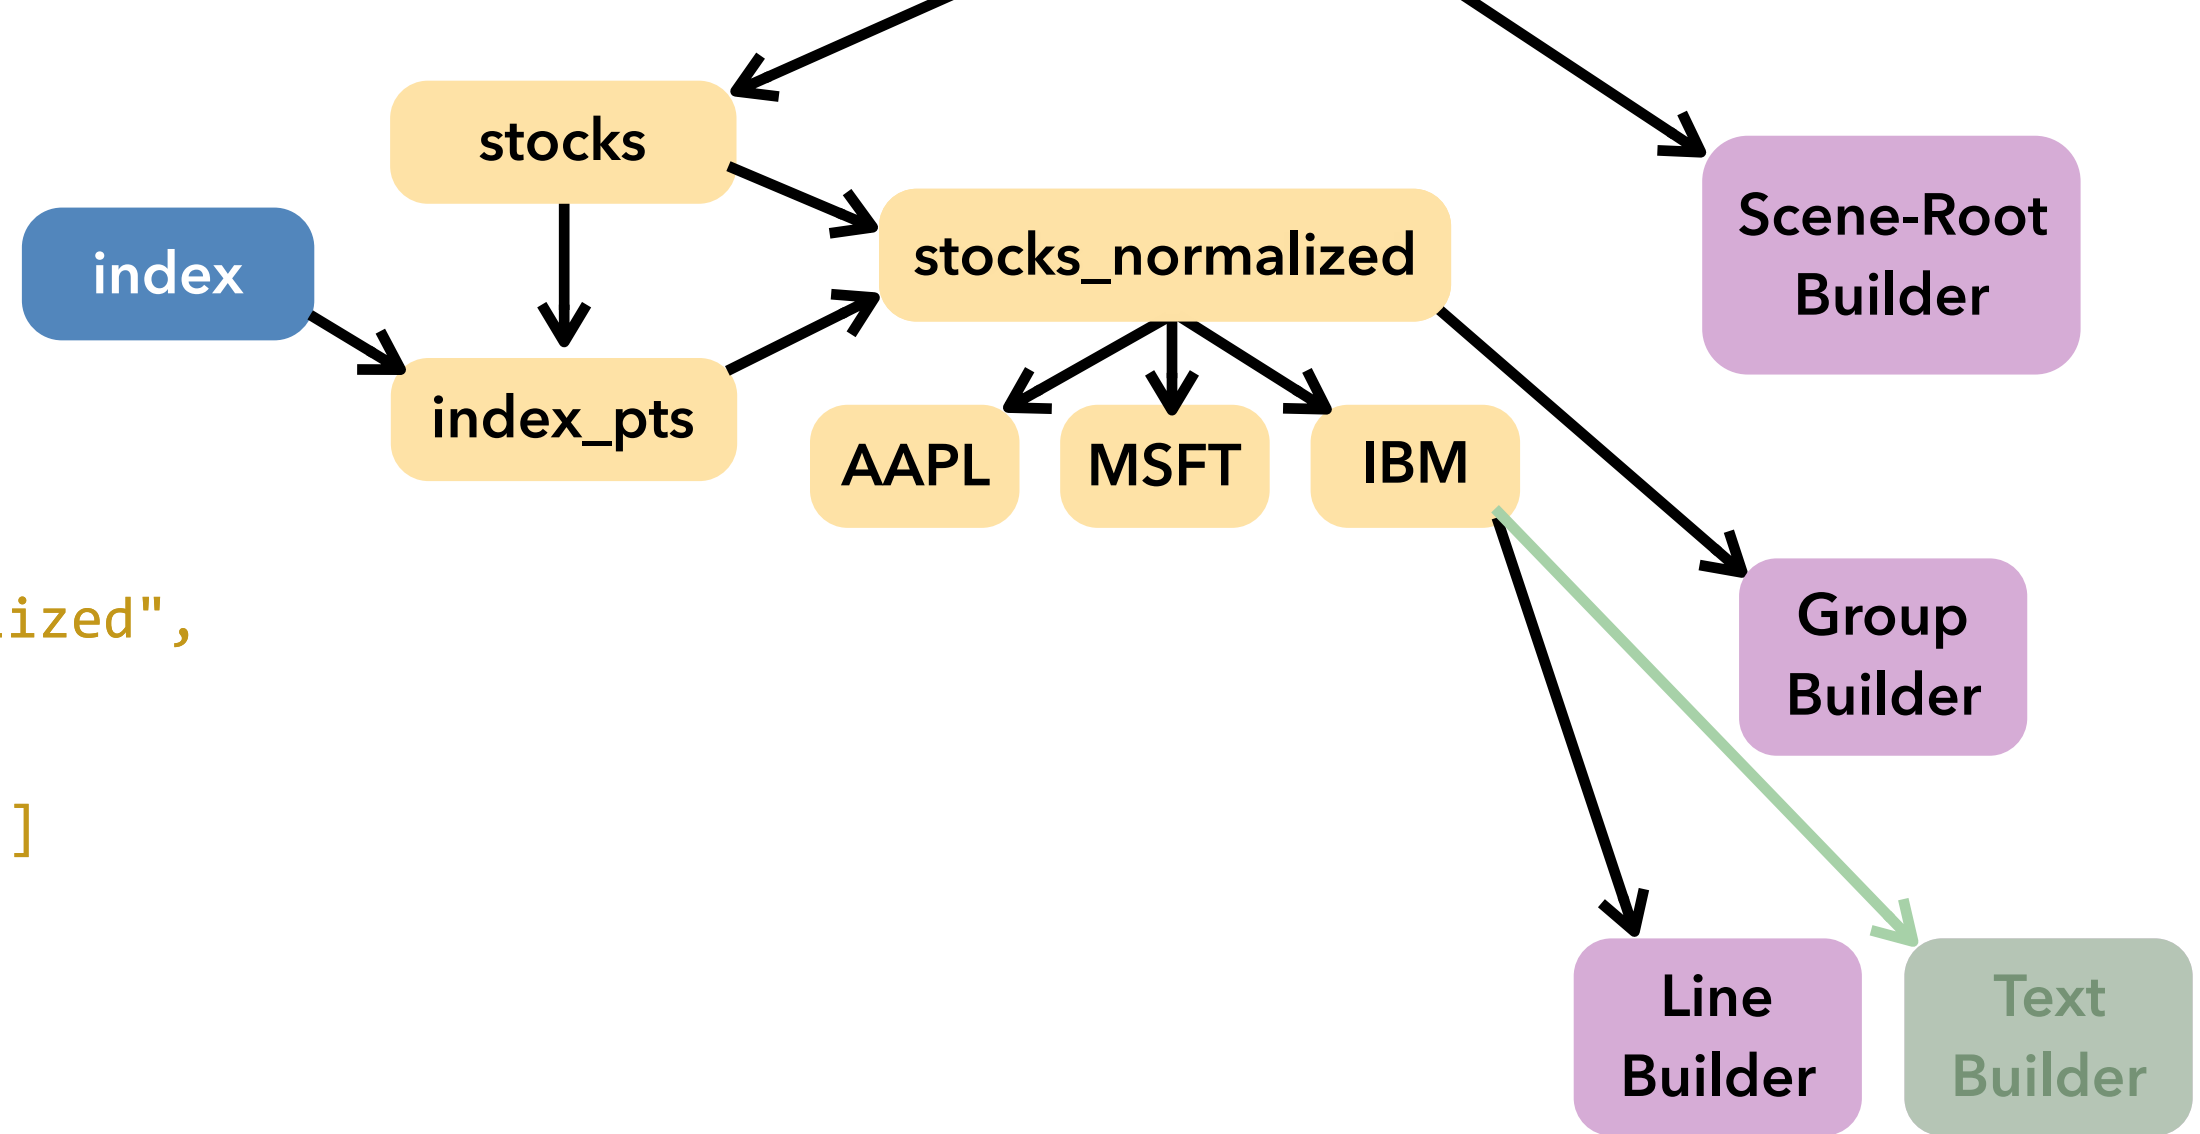 stocks
index
stocks_normalized
Scene-Root
Builder
index_pts
AAPL
MSFT
IBM
ized",
]
Group
Builder
Line
Builder
Text
Builder